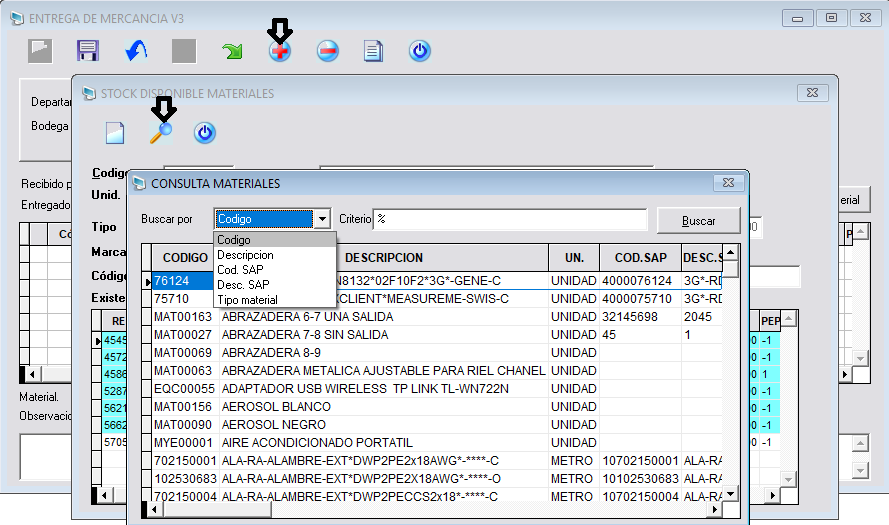 ENTREGA DE MERCANCIA V3
STOCK DISPONIBLE MATERIALES
Departar
Bodega
Codigo
Unid.
Recibido p
Entregado
Tipo
Marca
Código
Existe
Material.
Observacio
erial
CONSULTA MATERIALES
Buscar por Codigo Criterio % Buscar
Codigo
Descripcion
Cod. SAP
Desc. SAP
Tipo material
CODIGO DESCRIPCION UN. COD.SAP DESC.S
76124 N8132*02F10F2*3G*-GENE-C UNIDAD 4000076124 3G*-RD
75710 CLIENT*MEASUREME-SWIS-C UNIDAD 4000075710 3G*-RD
MAT00163 ABRAZADERA 6-7 UNA SALIDA UNIDAD 32145698 2045
MAT00027 ABRAZADERA 7-8 SIN SALIDA UNIDAD 45 1
MAT00069 ABRAZADERA 8-9 UNIDAD
MAT00063 ABRAZADERA METALICA AJUSTABLE PARA RIEL CHANEL UNIDAD
EQC00055 ADAPTADOR USB WIRELESS TP LINK TL-WN722N UNIDAD
MAT00156 AEROSOL BLANCO UNIDAD
MAT00090 AEROSOL NEGRO UNIDAD
MYE00001 AIRE ACONDICIONADO PORTATIL UNIDAD
702150001 ALA-RA-ALAMBRE-EXT*DWP2PE2x18AWG*-****-C METRO 10702150001 ALA-RA
102530683 ALA-RA-ALAMBRE-EXT*DWP2PE2X18AWG*-****-O METRO 10102530683 ALA-RA
702150004 ALA-RA-ALAMBRE-EXT*DWP2PECCS2x18*-****-C METRO 10702150004 ALA-RA
RE PEP
4545 0 -1
4572 0 -1
4586 0 1
5287 0 -1
5621 0 -1
5662 0 -1
5705 0 -1